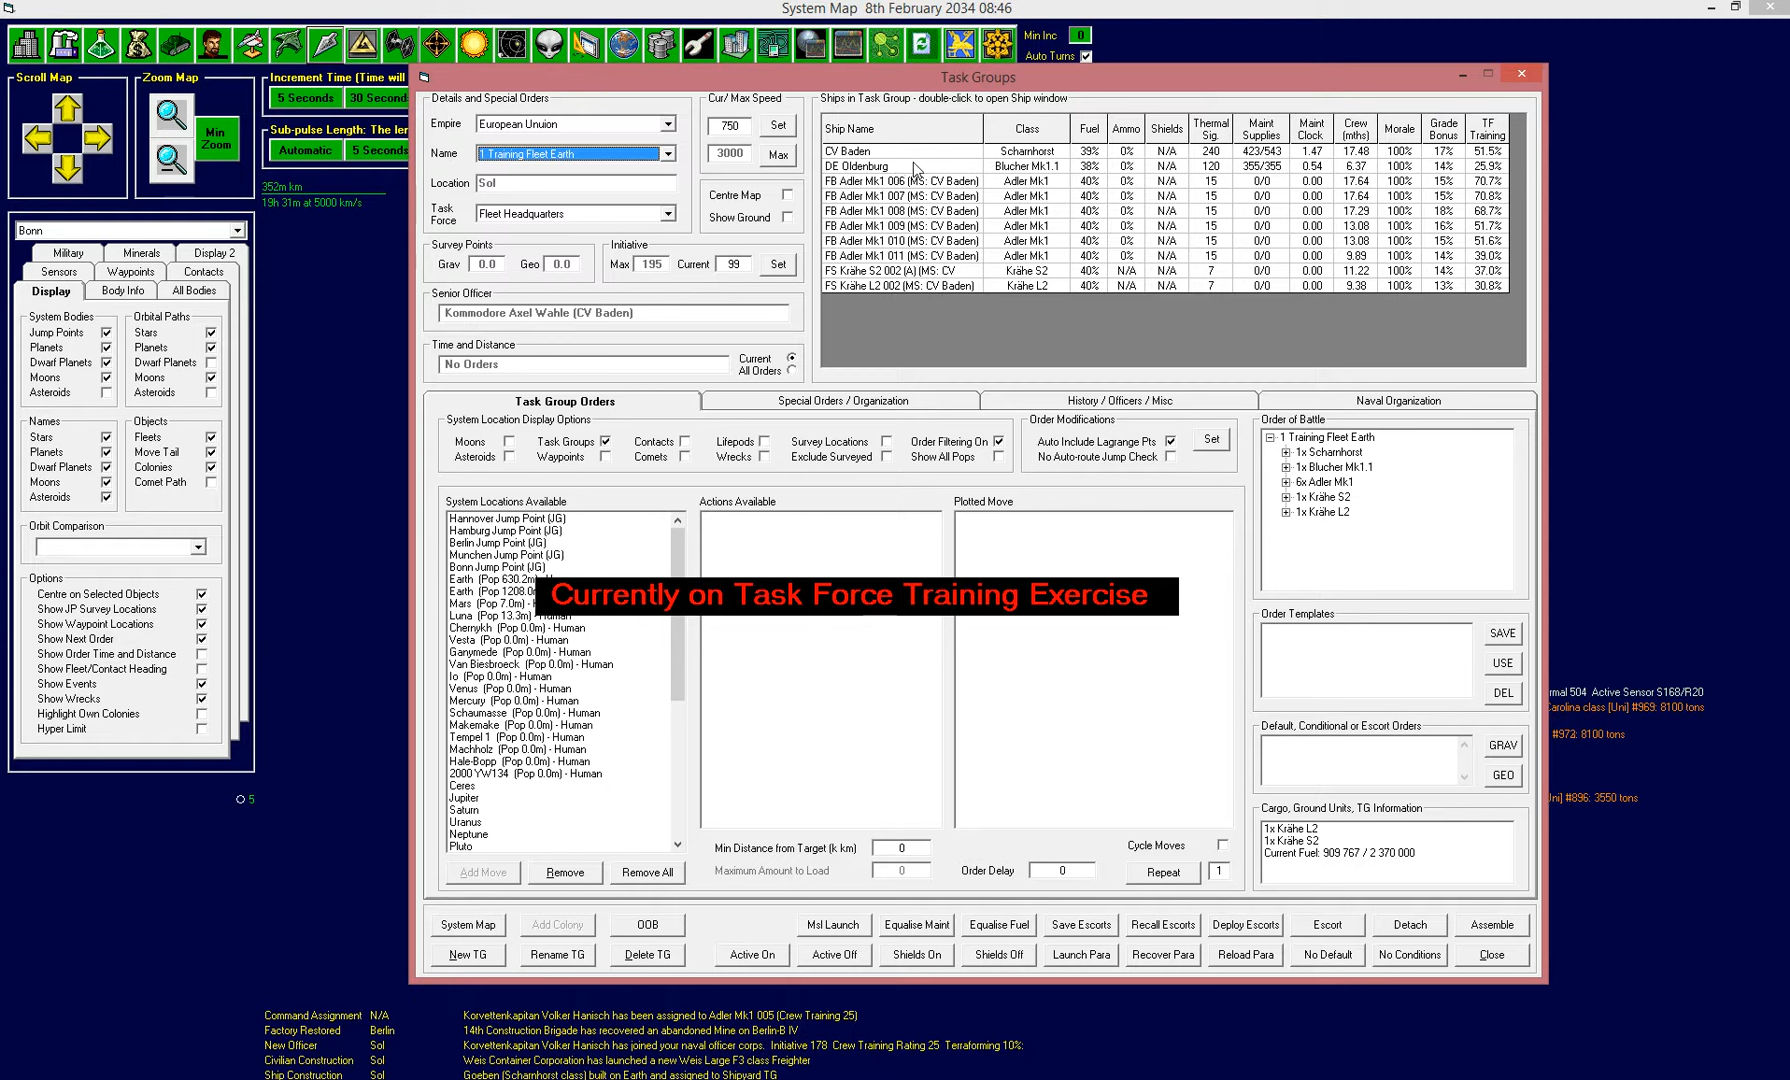 System Map   8th February 2034 08:46
Min Inc 0
Auto Turns
Scroll Map
Zoom Map
Min Zoom
Increment Time (Time will
5 Seconds 30 Seconds
Sub-pulse Length: The len
Automatic 5 Seconds
352m km
19h 31m at 5000 km/s
Bonn
Military Minerals Display 2
Sensors Waypoints Contacts
Display Body Info All Bodies
System Bodies
Jump Points
Planets
Dwarf Planets
Moons
Asteroids
Orbital Paths
Stars
Planets
Dwarf Planets
Moons
Asteroids
Names
Stars
Planets
Dwarf Planets
Moons
Asteroids
Objects
Fleets
Move Tail
Colonies
Comet Path
Orbit Comparison
Options
Centre on Selected Objects
Show JP Survey Locations
Show Waypoint Locations
Show Next Order
Show Order Time and Distance
Show Fleet/Contact Heading
Show Events
Show Wrecks
Highlight Own Colonies
Hyper Limit
5
Task Groups
Details and Special Orders
Empire European Unuion
Name 1 Training Fleet Earth
Location Sol
Task Force Fleet Headquarters
Cur/ Max Speed
750 Set
3000 Max
Centre Map
Show Ground
Survey Points
Grav 0.0 Geo 0.0
Initiative
Max 195 Current 99 Set
Senior Officer
Kommodore Axel Wahle (CV Baden)
Time and Distance
No Orders
Current
All Orders
Ships in Task Group - double-click to open Ship window
Ship Name Class Fuel Ammo Shields Thermal Sig. Maint Supplies Maint Clock Crew (mths) Morale Grade Bonus TF Training
CV Baden Scharnhorst 39% 0% N/A 240 423/543 1.47 17.48 100% 17% 51.5%
DE Oldenburg Blucher Mk1.1 38% 0% N/A 120 355/355 0.54 6.37 100% 14% 25.9%
FB Adler Mk1 006 (MS: CV Baden) Adler Mk1 40% 0% N/A 15 0/0 0.00 17.64 100% 15% 70.7%
FB Adler Mk1 007 (MS: CV Baden) Adler Mk1 40% 0% N/A 15 0/0 0.00 17.64 100% 15% 70.8%
FB Adler Mk1 008 (MS: CV Baden) Adler Mk1 40% 0% N/A 15 0/0 0.00 17.29 100% 18% 68.7%
FB Adler Mk1 009 (MS: CV Baden) Adler Mk1 40% 0% N/A 15 0/0 0.00 13.08 100% 16% 51.7%
FB Adler Mk1 010 (MS: CV Baden) Adler Mk1 40% 0% N/A 15 0/0 0.00 13.08 100% 15% 51.6%
FB Adler Mk1 011 (MS: CV Baden) Adler Mk1 40% 0% N/A 15 0/0 0.00 9.89 100% 14% 39.0%
FS Krähe S2 002 (A) (MS: CV Krähe S2 40% N/A N/A 7 0/0 0.00 11.22 100% 14% 37.0%
FS Krähe L2 002 (MS: CV Baden) Krähe L2 40% N/A N/A 7 0/0 0.00 9.38 100% 13% 30.8%
Task Group Orders Special Orders / Organization History / Officers / Misc Naval Organization
System Location Display Options
Moons Task Groups Contacts Lifepods Survey Locations Order Filtering On
Asteroids Waypoints Comets Wrecks Exclude Surveyed Show All Pops
Order Modifications
Auto Include Lagrange Pts Set
No Auto-route Jump Check
System Locations Available
Hannover Jump Point (JG)
Hamburg Jump Point (JG)
Berlin Jump Point (JG)
Munchen Jump Point (JG)
Bonn Jump Point (JG)
Earth (Pop 630.2m)
Earth (Pop 1208.0m
Mars (Pop 7.0m) -
Luna (Pop 13.3m) -
Chernykh (Pop 0.0m) - Human
Vesta (Pop 0.0m) - Human
Ganymede (Pop 0.0m) - Human
Van Biesbroeck (Pop 0.0m) - Human
Io (Pop 0.0m) - Human
Venus (Pop 0.0m) - Human
Mercury (Pop 0.0m) - Human
Schaumasse (Pop 0.0m) - Human
Makemake (Pop 0.0m) - Human
Tempel 1 (Pop 0.0m) - Human
Machholz (Pop 0.0m) - Human
Hale-Bopp (Pop 0.0m) - Human
2000 YW134 (Pop 0.0m) - Human
Ceres
Jupiter
Saturn
Uranus
Neptune
Pluto
Actions Available
Plotted Move
Currently on Task Force Training Exercise
Add Move Remove Remove All
Min Distance from Target (k km) 0
Maximum Amount to Load 0
Order Delay 0
Cycle Moves
Repeat 1
Order of Battle
1 Training Fleet Earth
1x Scharnhorst
1x Blucher Mk1.1
6x Adler Mk1
1x Krähe S2
1x Krähe L2
Order Templates
SAVE
USE
DEL
Default, Conditional or Escort Orders
GRAV
GEO
Cargo, Ground Units, TG Information
1x Krähe L2
1x Krähe S2
Current Fuel: 909 767 / 2 370 000
System Map Add Colony OOB Msl Launch Equalise Maint Equalise Fuel Save Escorts Recall Escorts Deploy Escorts Escort Detach Assemble
New TG Rename TG Delete TG Active On Active Off Shields On Shields Off Launch Para Recover Para Reload Para No Default No Conditions Close
rmal 504 Active Sensor S168/R20
Carolina class [Uni] #969: 8100 tons
#972: 8100 tons
#896: 3550 tons
Command Assignment N/A Korvettenkapitan Volker Hanisch has been assigned to Adler Mk1 005 (Crew Training 25)
Factory Restored Berlin 14th Construction Brigade has recovered an abandoned Mine on Berlin-B IV
New Officer Sol Korvettenkapitan Volker Hanisch has joined your naval officer corps. Initiative 178 Crew Training Rating 25 Terraforming 10%:
Civilian Construction Sol Weis Container Corporation has launched a new Weis Large F3 class Freighter
Ship Construction Sol Goeben (Scharnhorst class) built on Earth and assigned to Shipyard TG